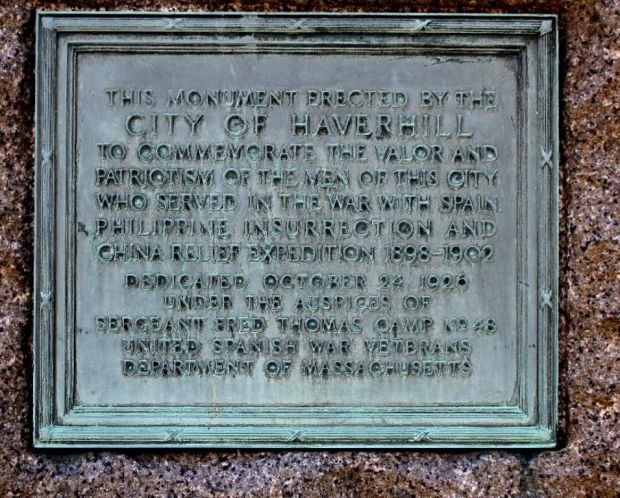 THIS MONUMENT ERECTED BY THE
CITY OF HAVERHILL
TO COMMEMORATE THE VALOR AND
PATRIOTISM OF THE MEN OF THIS CITY
WHO SERVED IN THE WAR WITH SPAIN,
PHILIPPINE INSURRECTION AND
CHINA RELIEF EXPEDITION 1898-1902
DEDICATED OCTOBER 24, 1926
UNDER THE AUSPICES OF
SERGEANT FRED THOMAS CAMP NO 48
UNITED SPANISH WAR VETERANS
DEPARTMENT OF MASSACHUSETTS